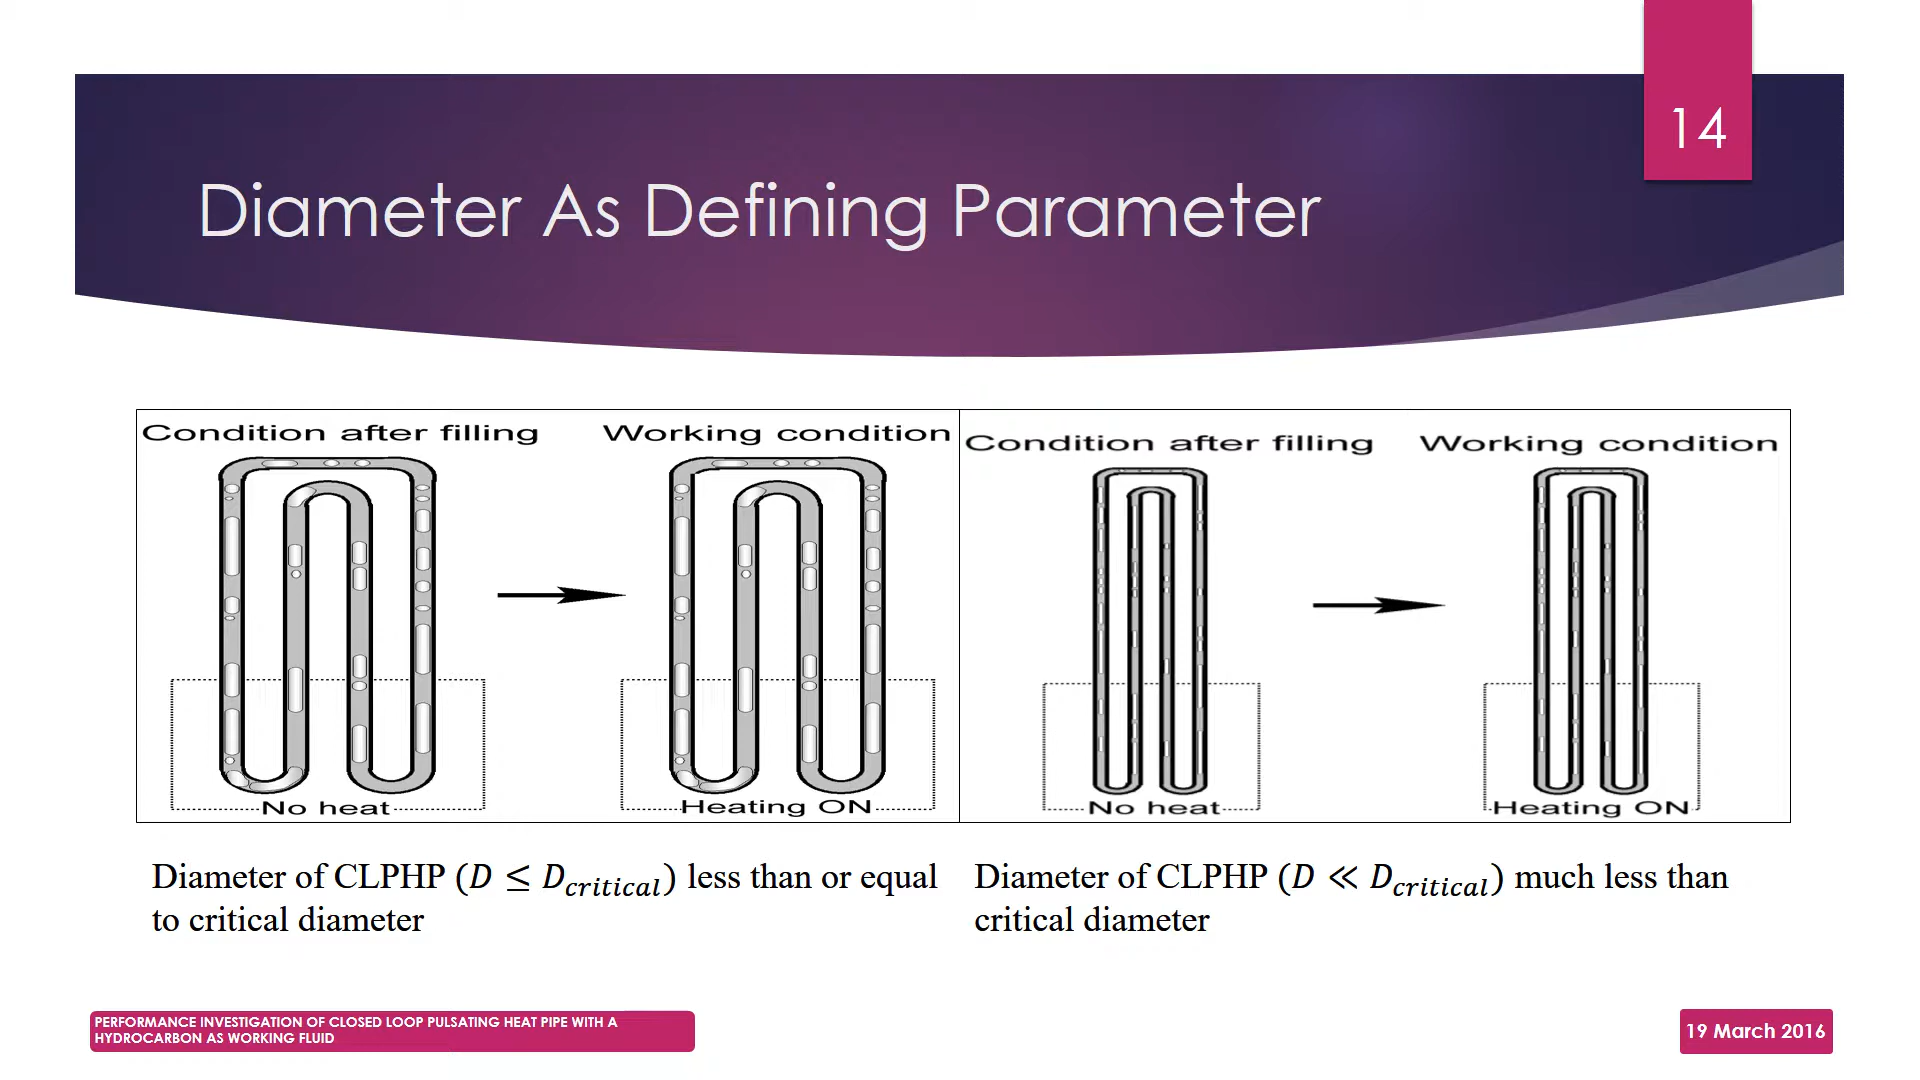 14
Diameter As Defining Parameter
Condition after filling
Working condition
No heat
Heating ON
Condition after filling
Working condition
No heat
Heating ON
Diameter of CLPHP (𝐷 ≤ 𝐷𝑐𝑟𝑖𝑡𝑖𝑐𝑎𝑙) less than or equal
to critical diameter
Diameter of CLPHP (𝐷 ≪ 𝐷𝑐𝑟𝑖𝑡𝑖𝑐𝑎𝑙) much less than
critical diameter
PERFORMANCE INVESTIGATION OF CLOSED LOOP PULSATING HEAT PIPE WITH A
HYDROCARBON AS WORKING FLUID
19 March 2016